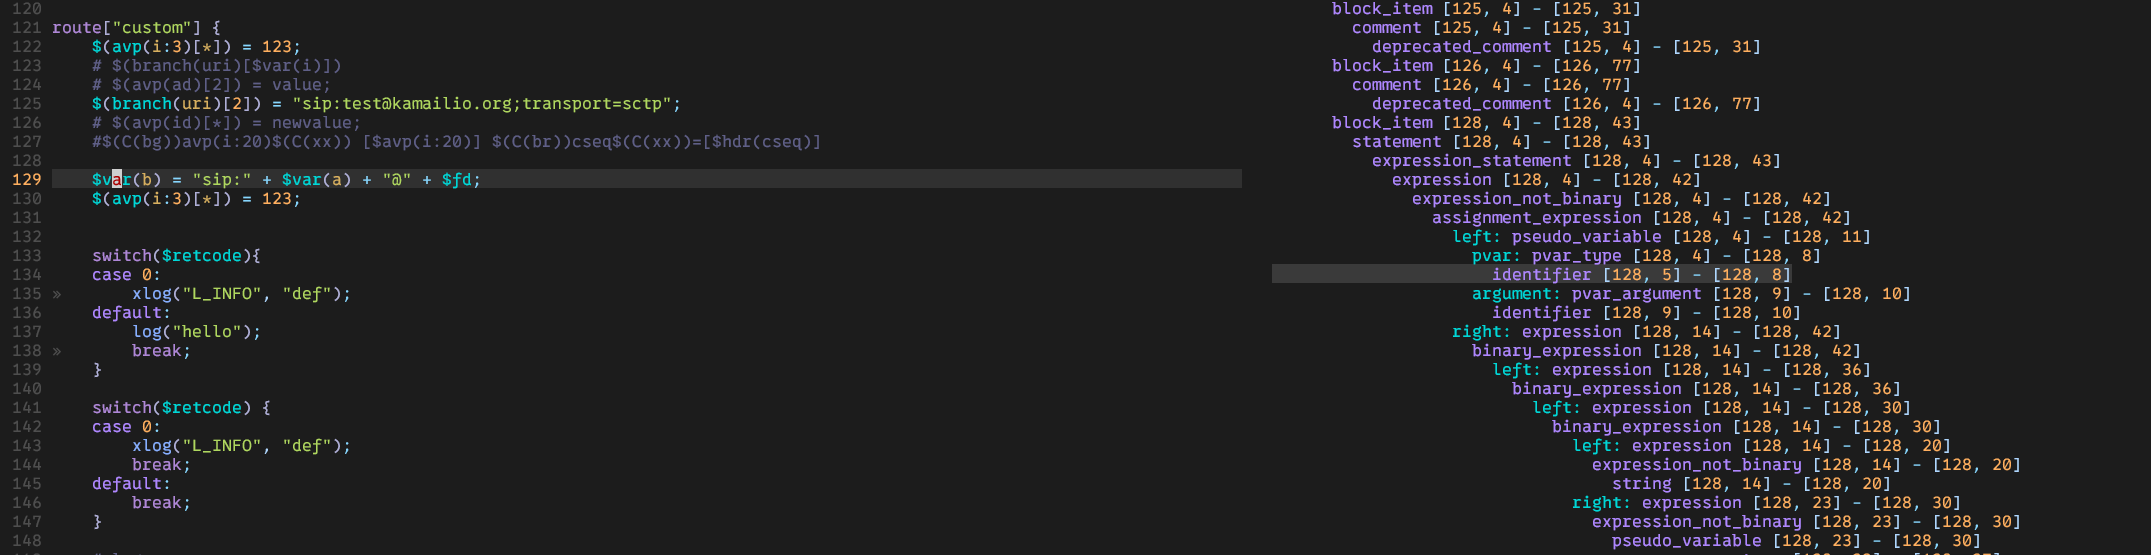 120
121 route["custom"] {
122     $(avp(i:3)[*]) = 123;
123     # $(branch(uri)[$var(i)])
124     # $(avp(ad)[2]) = value;
125     $(branch(uri)[2]) = "sip:test@kamailio.org;transport=sctp";
126     # $(avp(id)[*]) = newvalue;
127     #$(C(bg))avp(i:20)$(C(xx)) [$avp(i:20)] $(C(br))cseq$(C(xx))=[$hdr(cseq)]
128
129     $var(b) = "sip:" + $var(a) + "@" + $fd;
130     $(avp(i:3)[*]) = 123;
131
132
133     switch($retcode){
134     case 0:
135 »       xlog("L_INFO", "def");
136     default:
137         log("hello");
138 »       break;
139     }
140
141     switch($retcode) {
142     case 0:
143         xlog("L_INFO", "def");
144         break;
145     default:
146         break;
147     }
148
block_item [125, 4] - [125, 31]
comment [125, 4] - [125, 31]
deprecated_comment [125, 4] - [125, 31]
block_item [126, 4] - [126, 77]
comment [126, 4] - [126, 77]
deprecated_comment [126, 4] - [126, 77]
block_item [128, 4] - [128, 43]
statement [128, 4] - [128, 43]
expression_statement [128, 4] - [128, 43]
expression [128, 4] - [128, 42]
expression_not_binary [128, 4] - [128, 42]
assignment_expression [128, 4] - [128, 42]
left: pseudo_variable [128, 4] - [128, 11]
pvar: pvar_type [128, 4] - [128, 8]
identifier [128, 5] - [128, 8]
argument: pvar_argument [128, 9] - [128, 10]
identifier [128, 9] - [128, 10]
right: expression [128, 14] - [128, 42]
binary_expression [128, 14] - [128, 42]
left: expression [128, 14] - [128, 36]
binary_expression [128, 14] - [128, 36]
left: expression [128, 14] - [128, 30]
binary_expression [128, 14] - [128, 30]
left: expression [128, 14] - [128, 20]
expression_not_binary [128, 14] - [128, 20]
string [128, 14] - [128, 20]
right: expression [128, 23] - [128, 30]
expression_not_binary [128, 23] - [128, 30]
pseudo_variable [128, 23] - [128, 30]